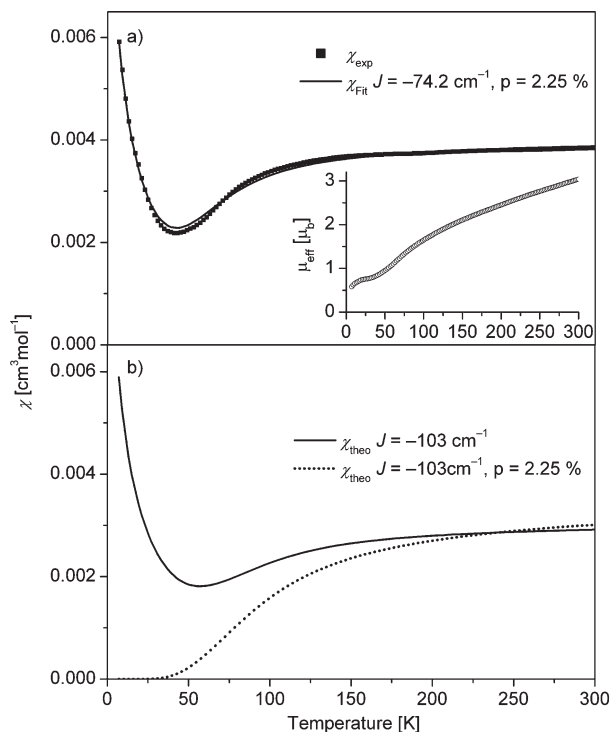 0.006
a)
χexp
χFit J = –74.2 cm⁻¹, p = 2.25 %
0.004
0.002
0.000
3
2
1
0
μeff [μb]
0 50 100 150 200 250 300
χ [cm³mol⁻¹]
b)
0.006
χtheo J = –103 cm⁻¹
χtheo J = –103cm⁻¹, p = 2.25 %
0.004
0.002
0.000
0 50 100 150 200 250 300
Temperature [K]